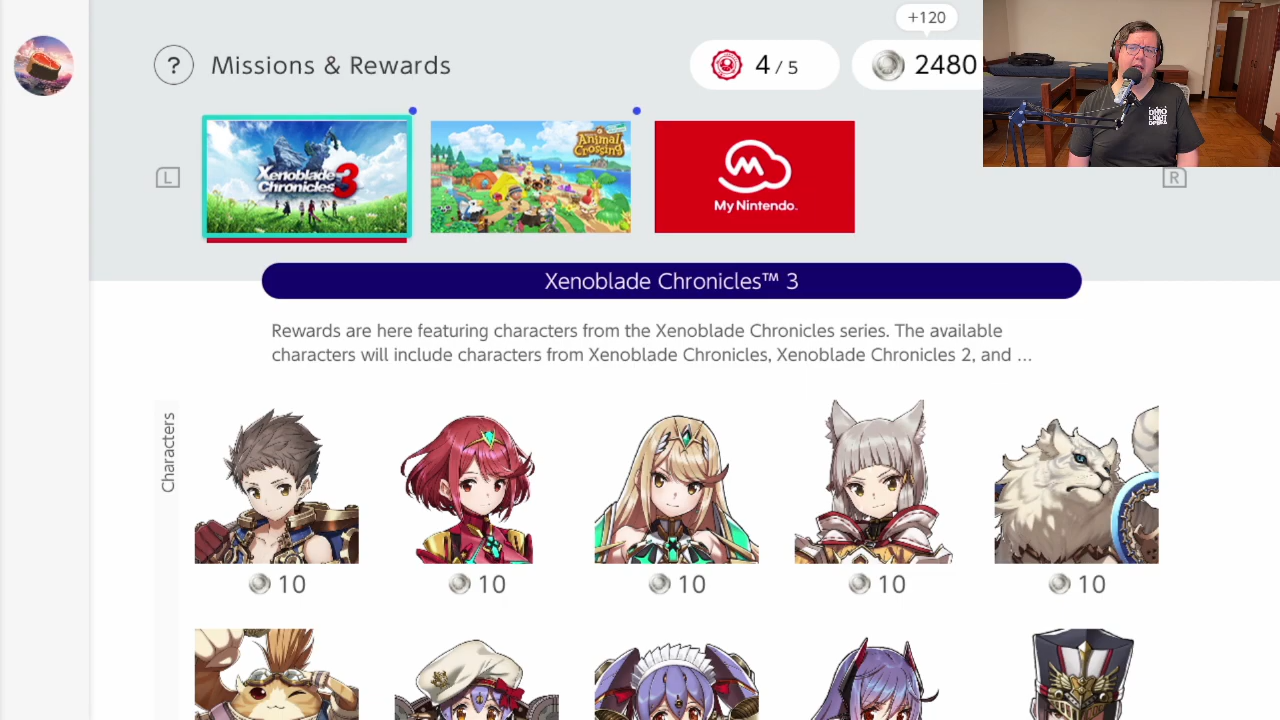 +120
?
Missions & Rewards
4 / 5
2480
L
Xenoblade
Chronicles 3
Animal
Crossing
My Nintendo.
R
Xenoblade Chronicles™ 3
Rewards are here featuring characters from the Xenoblade Chronicles series. The available
characters will include characters from Xenoblade Chronicles, Xenoblade Chronicles 2, and ...
Characters
10
10
10
10
10